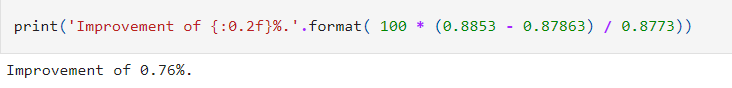 print('Improvement of {:0.2f}%.'.format( 100 * (0.8853 - 0.87863) / 0.8773))
Improvement of 0.76%.